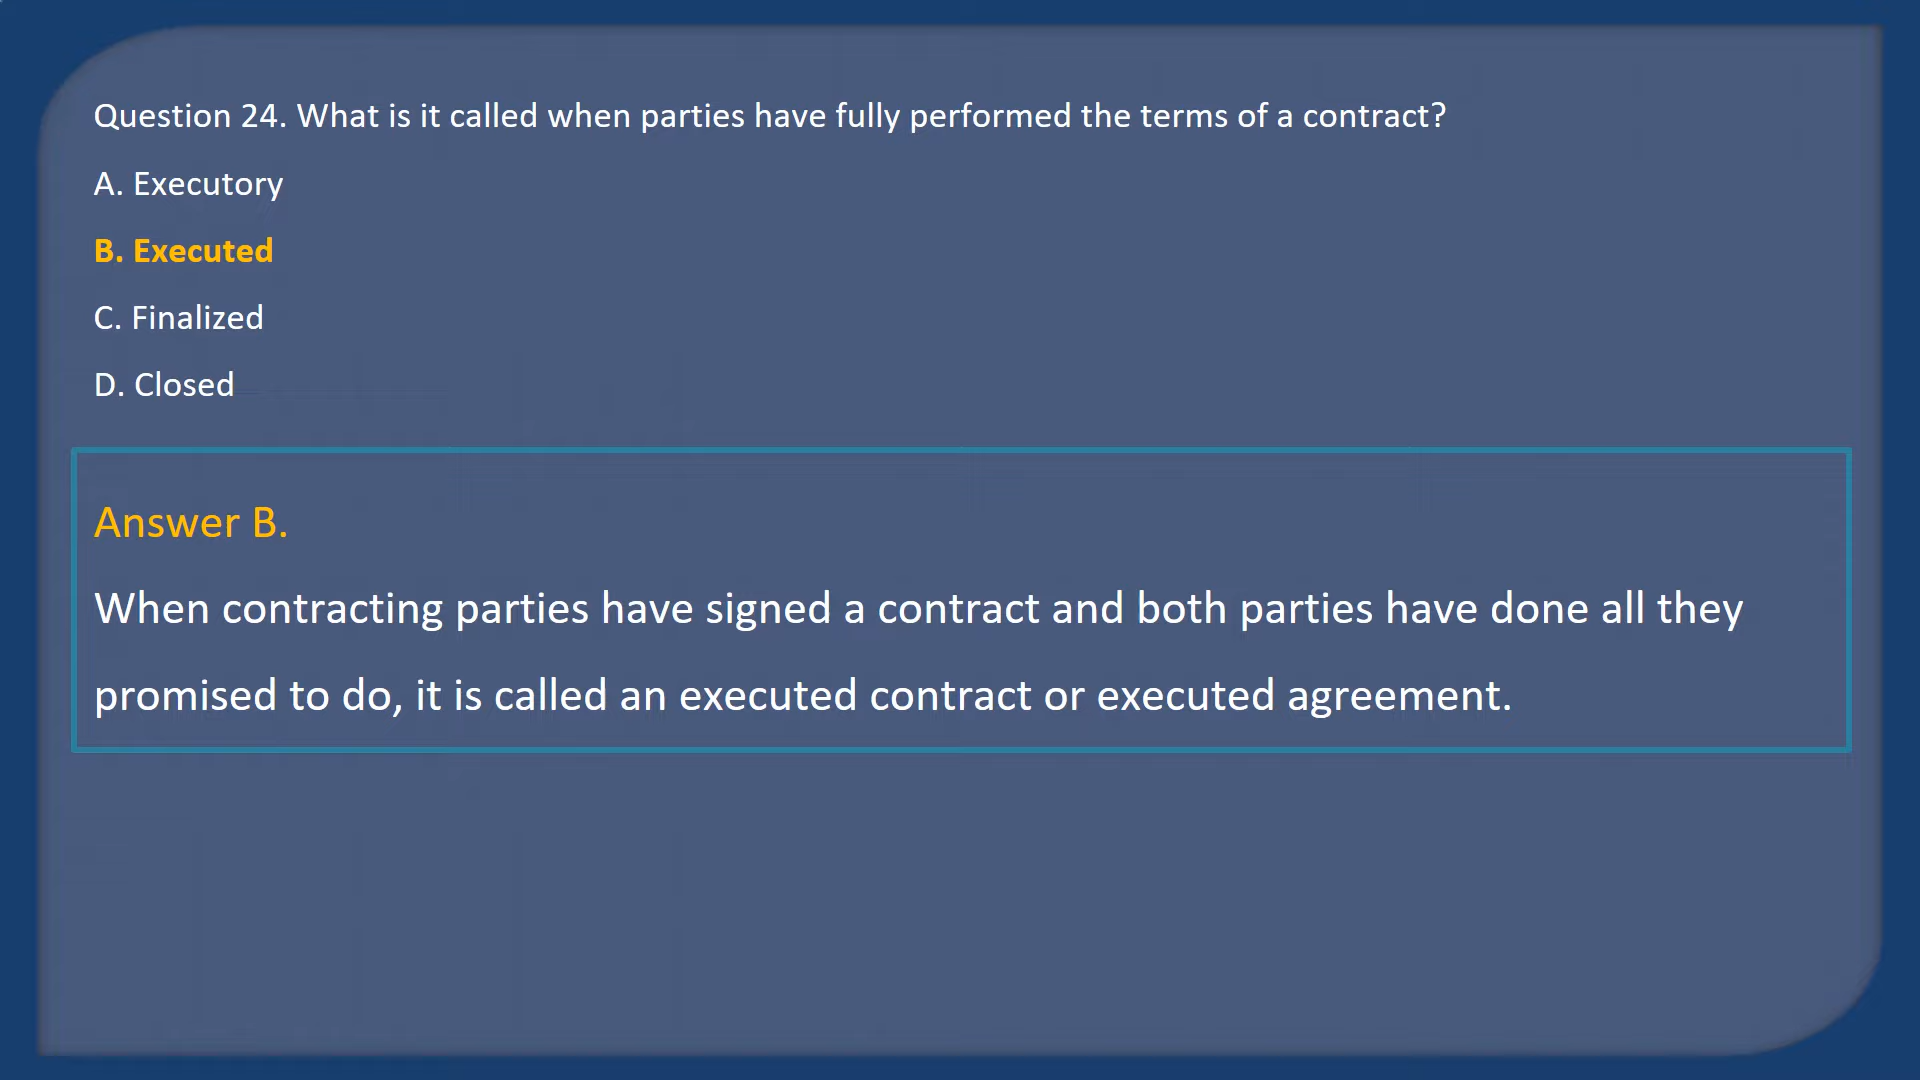 Question 24. What is it called when parties have fully performed the terms of a contract?
A. Executory
B. Executed
C. Finalized
D. Closed
Answer B.
When contracting parties have signed a contract and both parties have done all they
promised to do, it is called an executed contract or executed agreement.